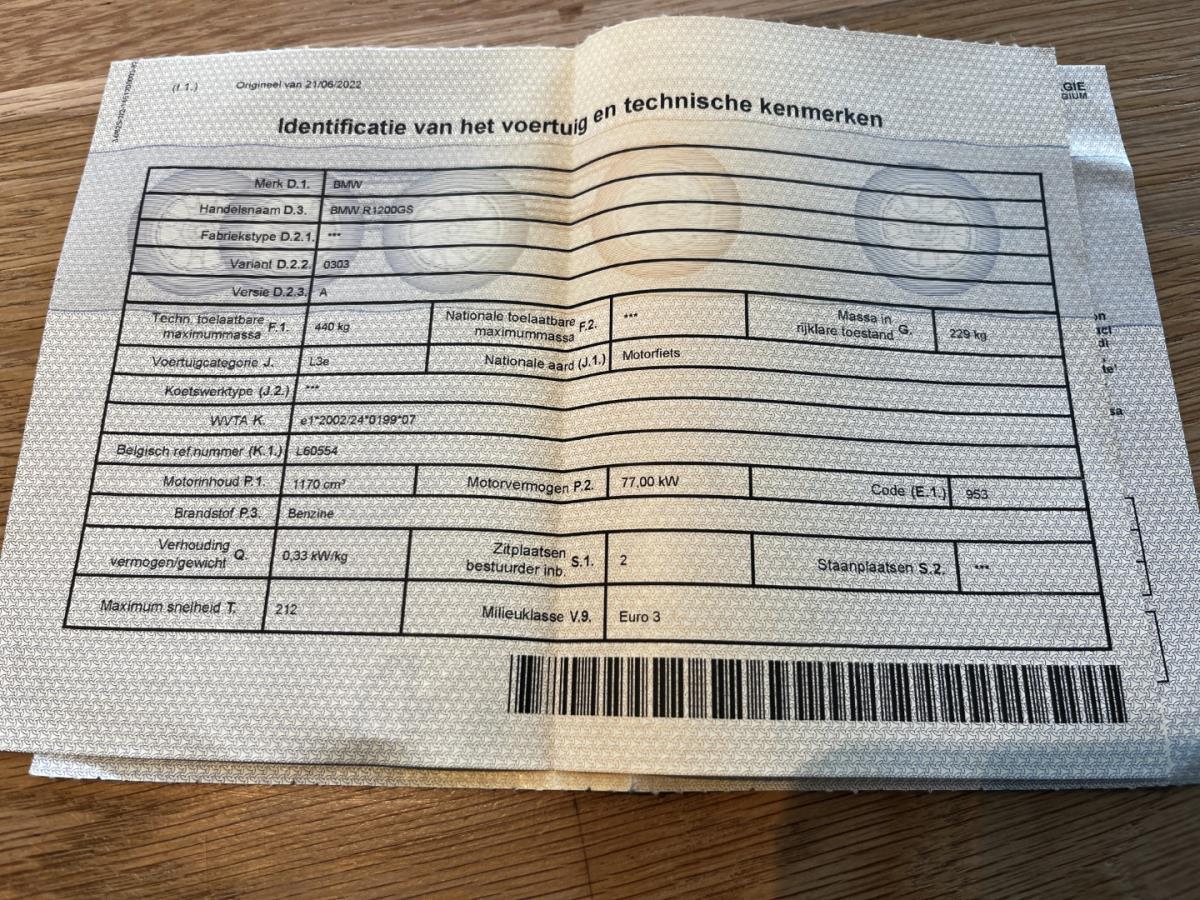 (I.1.) Origineel van 21/06/2022
GIE
GIUM
Identificatie van het voertuig en technische kenmerken
Merk D.1. BMW
Handelsnaam D.3. BMW R1200GS
Fabriekstype D.2.1. ***
Variant D.2.2. 0303
Versie D.2.3. A
Techn. toelaatbare maximummassa F.1. 440 kg Nationale toelaatbare maximummassa F.2. *** Massa in rijklare toestand G. 229 kg
Voertuigcategorie J. L3e Nationale aard (J.1.) Motorfiets
Koetswerktype (J.2.) ***
WVTA K. e1*2002/24*0199*07
Belgisch ref.nummer (K.1.) L60554
Motorinhoud P.1. 1170 cm³ Motorvermogen P.2. 77,00 kW Code (E.1.) 953
Brandstof P.3. Benzine
Verhouding vermogen/gewicht Q. 0,33 kW/kg Zitplaatsen bestuurder inb. S.1. 2 Staanplaatsen S.2. ***
Maximum snelheid T. 212 Milieuklasse V.9. Euro 3